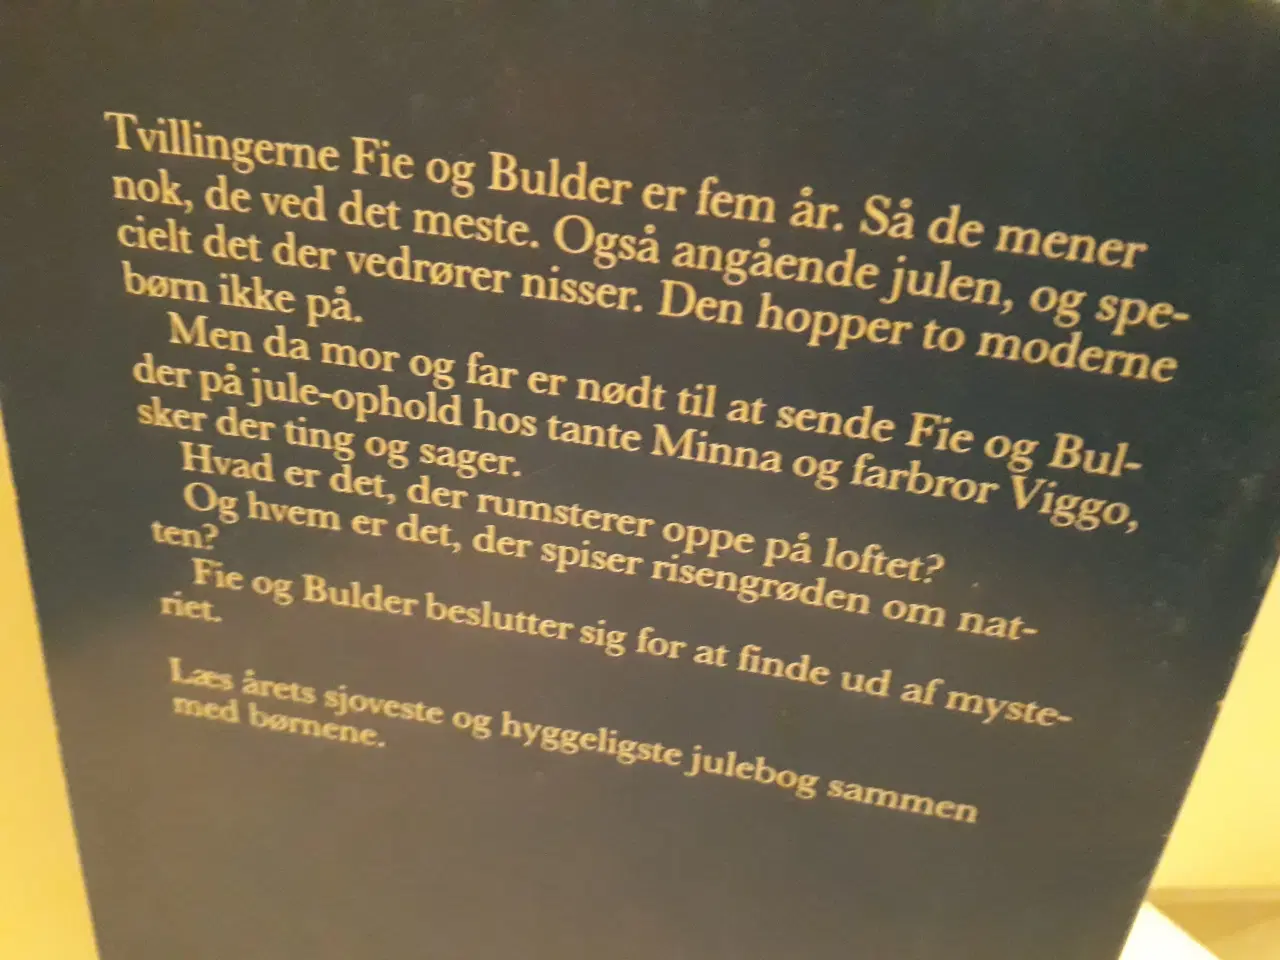 Tvillingerne Fie og Bulder er fem år. Så de mener
nok, de ved det meste. Også angående julen, og spe-
cielt det der vedrører nisser. Den hopper to moderne
børn ikke på.
Men da mor og far er nødt til at sende Fie og Bul-
der på jule-ophold hos tante Minna og farbror Viggo,
sker der ting og sager.
Hvad er det, der rumsterer oppe på loftet?
Og hvem er det, der spiser risengrøden om nat-
ten?
Fie og Bulder beslutter sig for at finde ud af myste-
riet.
Læs årets sjoveste og hyggeligste julebog sammen
med børnene.